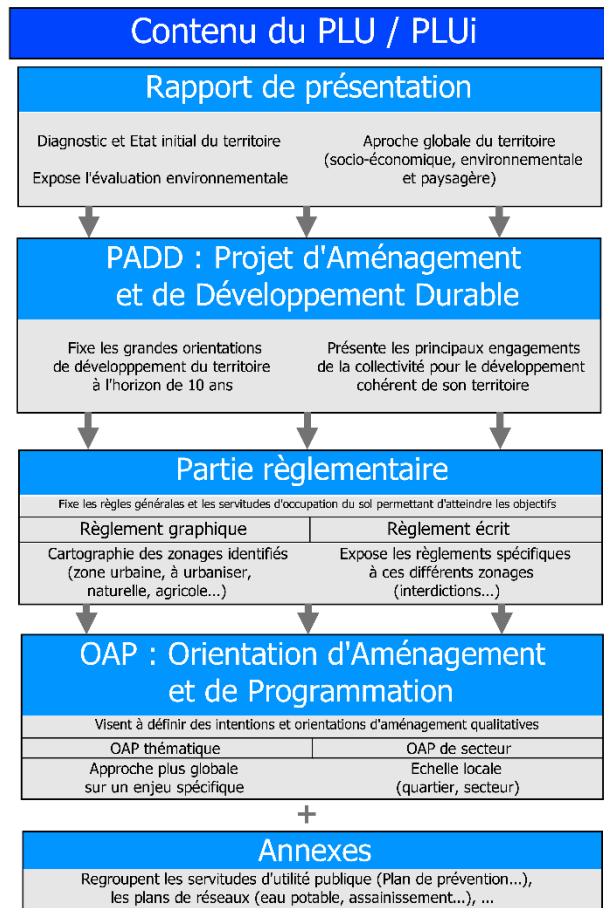 Contenu du PLU / PLUi
Rapport de présentation
Diagnostic et Etat initial du territoire
Expose l'évaluation environnementale
Aproche globale du territoire
(socio-économique, environnementale
et paysagère)
PADD : Projet d'Aménagement
et de Développement Durable
Fixe les grandes orientations
de développpement du territoire
à l'horizon de 10 ans
Présente les principaux engagements
de la collectivité pour le développement
cohérent de son territoire
Partie règlementaire
Fixe les règles générales et les servitudes d'occupation du sol permettant d'atteindre les objectifs
Règlement graphique
Cartographie des zonages identifiés
(zone urbaine, à urbaniser,
naturelle, agricole...)
Règlement écrit
Expose les règlements spécifiques
à ces différents zonages
(interdictions...)
OAP : Orientation d'Aménagement
et de Programmation
Visent à définir des intentions et orientations d'aménagement qualitatives
OAP thématique
Approche plus globale
sur un enjeu spécifique
OAP de secteur
Echelle locale
(quartier, secteur)
+
Annexes
Regroupent les servitudes d'utilité publique (Plan de prévention...),
les plans de réseaux (eau potable, assainissement...), ...